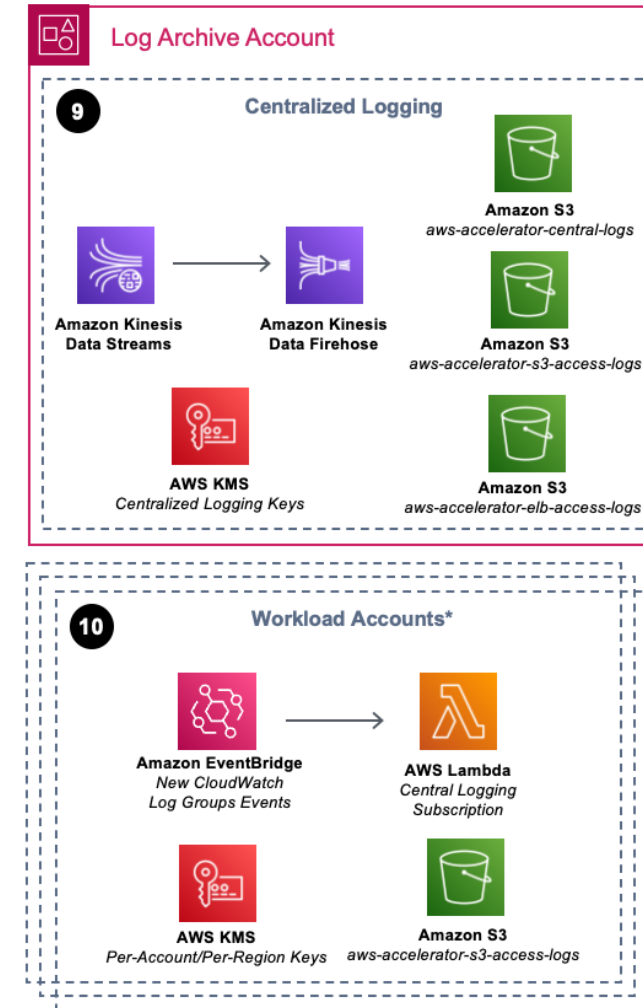 Log Archive Account
9
Centralized Logging
Amazon S3
aws-accelerator-central-logs
Amazon Kinesis
Data Streams
Amazon Kinesis
Data Firehose
Amazon S3
aws-accelerator-s3-access-logs
AWS KMS
Centralized Logging Keys
Amazon S3
aws-accelerator-elb-access-logs
10
Workload Accounts*
Amazon EventBridge
New CloudWatch
Log Groups Events
AWS Lambda
Central Logging
Subscription
AWS KMS
Per-Account/Per-Region Keys
Amazon S3
aws-accelerator-s3-access-logs